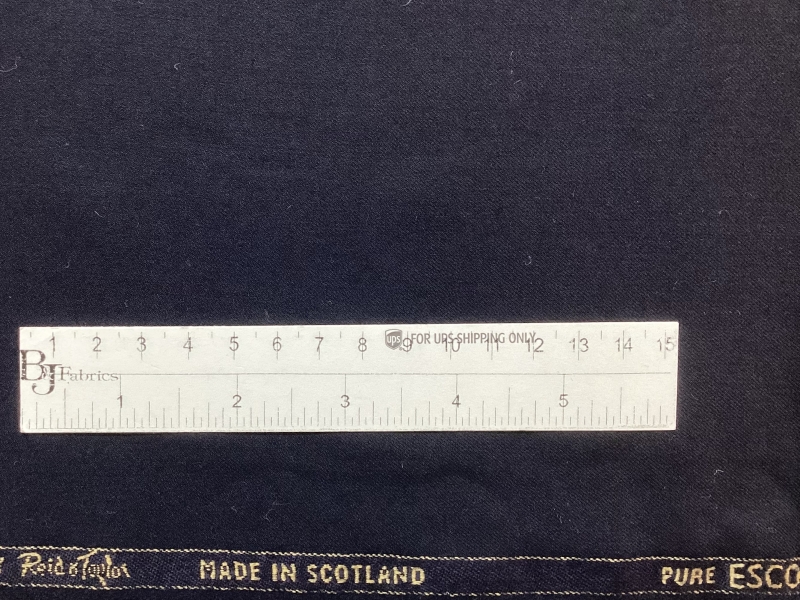 1 2 3 4 5 6 7 8 9 10 11 12 13 14 15
ups FOR UPS SHIPPING ONLY
BJ Fabrics
1 2 3 4 5
Reid & Taylor MADE IN SCOTLAND PURE ESCO